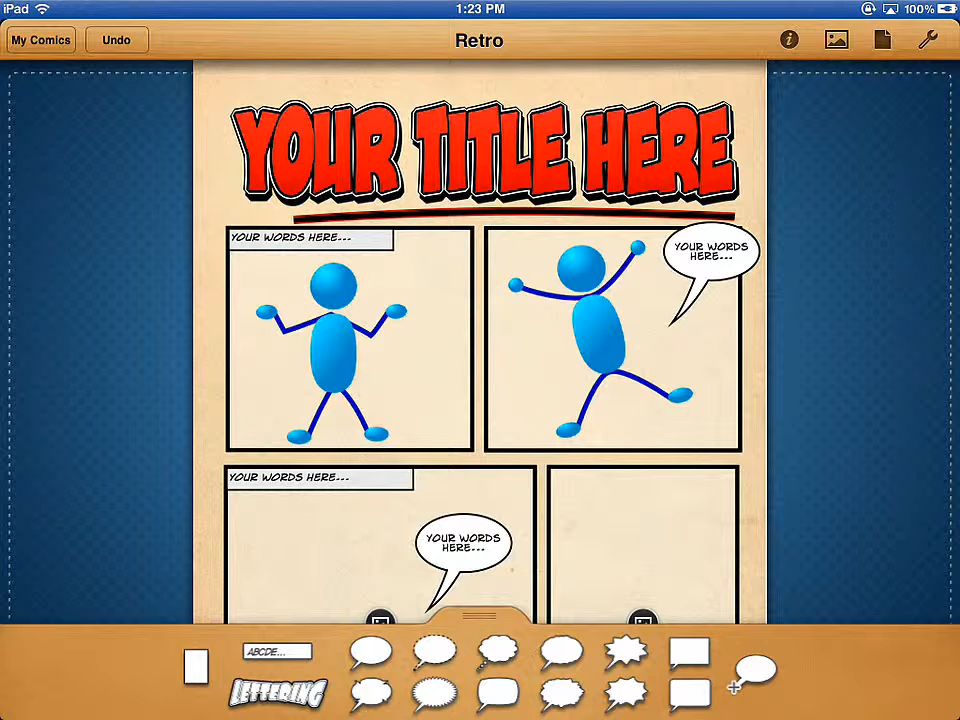 iPad 1:23 PM 100%
My Comics Undo Retro
YOUR TITLE HERE
YOUR WORDS HERE...
YOUR WORDS
HERE...
YOUR WORDS HERE...
YOUR WORDS
HERE...
ABCDE...
LETTERING